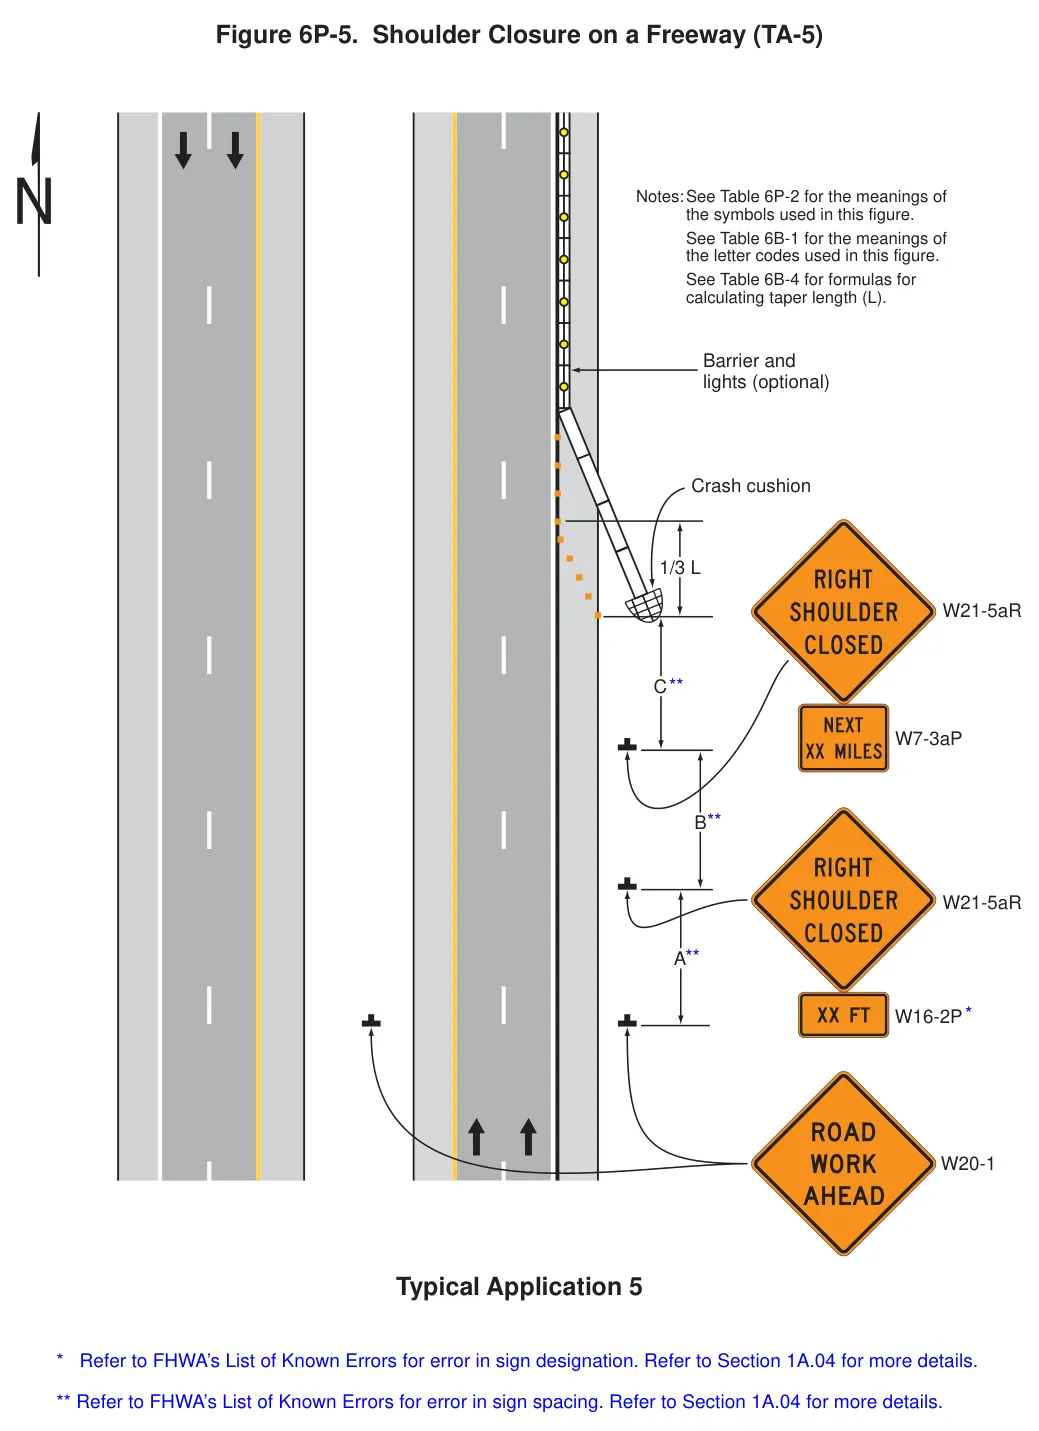 Figure 6P-5.  Shoulder Closure on a Freeway (TA-5)
N
Notes: See Table 6P-2 for the meanings of
the symbols used in this figure.
See Table 6B-1 for the meanings of
the letter codes used in this figure.
See Table 6B-4 for formulas for
calculating taper length (L).
Barrier and
lights (optional)
Crash cushion
1/3 L
RIGHT
SHOULDER
CLOSED
W21-5aR
C**
NEXT
XX MILES
W7-3aP
B**
RIGHT
SHOULDER
CLOSED
W21-5aR
A**
XX FT
W16-2P*
ROAD
WORK
AHEAD
W20-1
Typical Application 5
* Refer to FHWA's List of Known Errors for error in sign designation. Refer to Section 1A.04 for more details.
** Refer to FHWA's List of Known Errors for error in sign spacing. Refer to Section 1A.04 for more details.